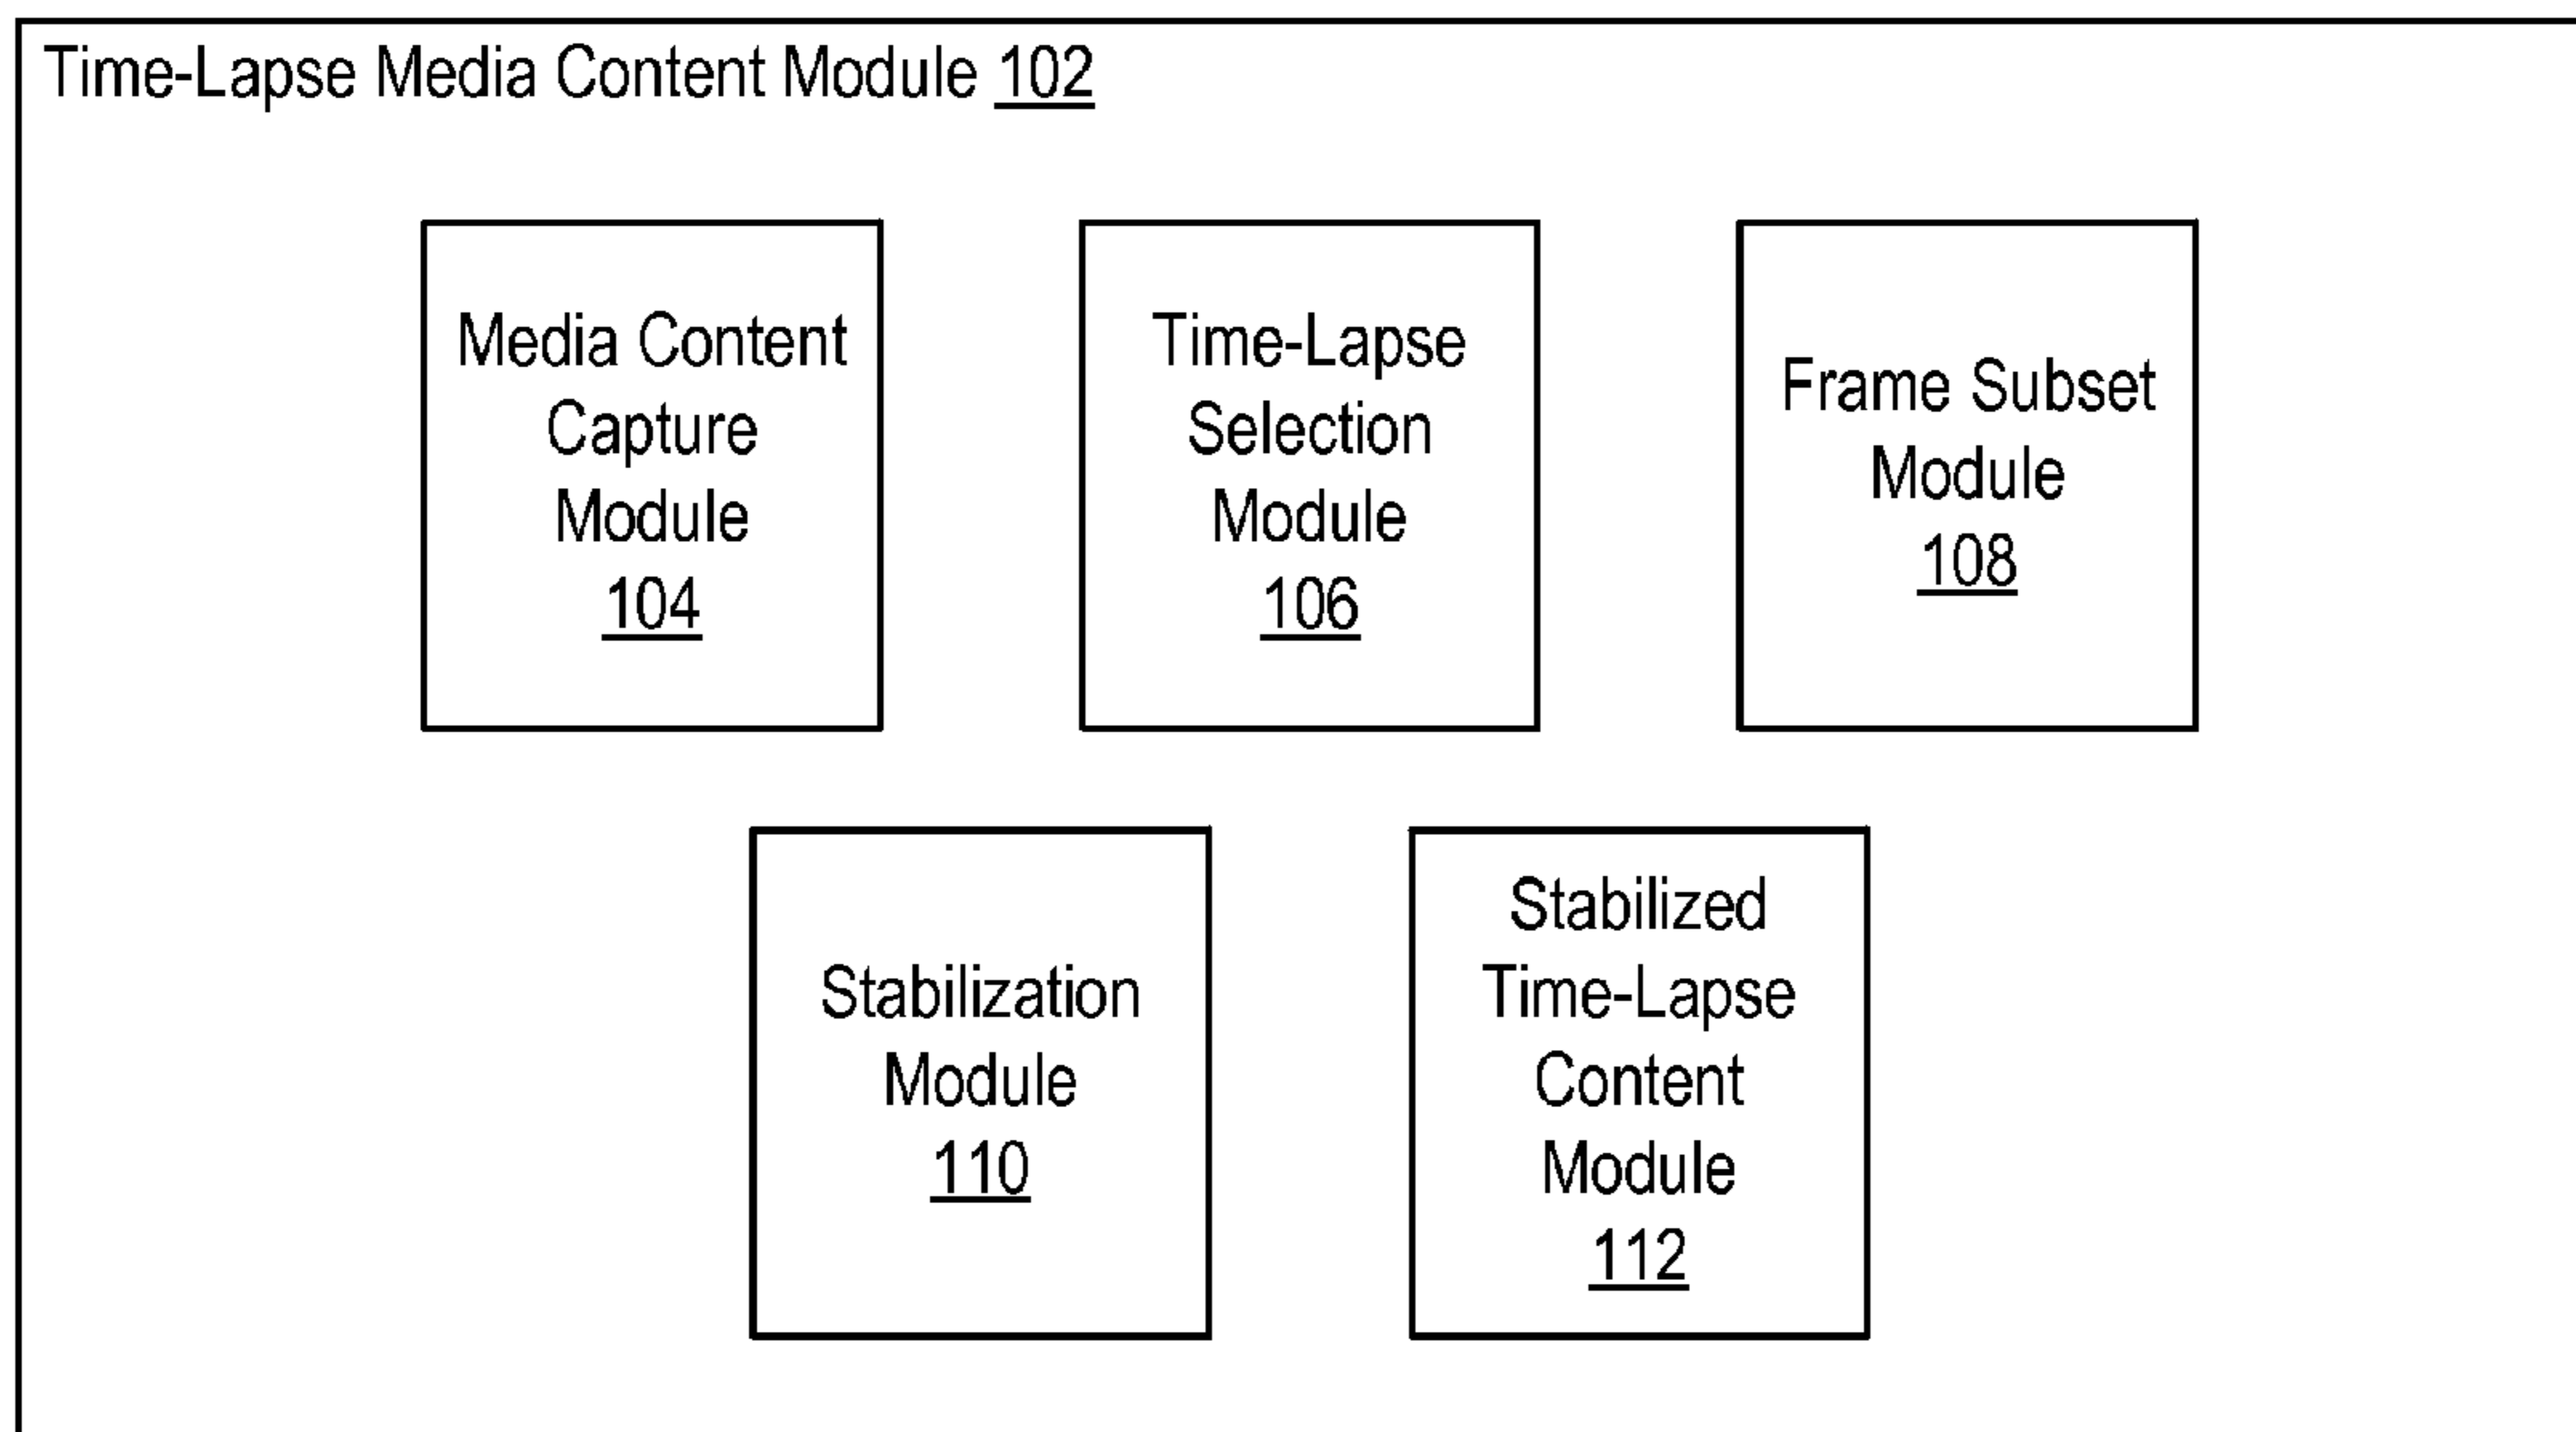 Time-Lapse Media Content Module 102
Media Content
Capture
Module
104
Time-Lapse
Selection
Module
106
Frame Subset
Module
108
Stabilization
Module
110
Stabilized
Time-Lapse
Content
Module
112